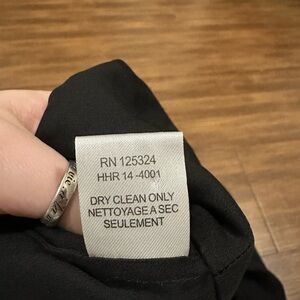 RN 125324
HHR 14 -4001
DRY CLEAN ONLY
NETTOYAGE A SEC
SEULEMENT